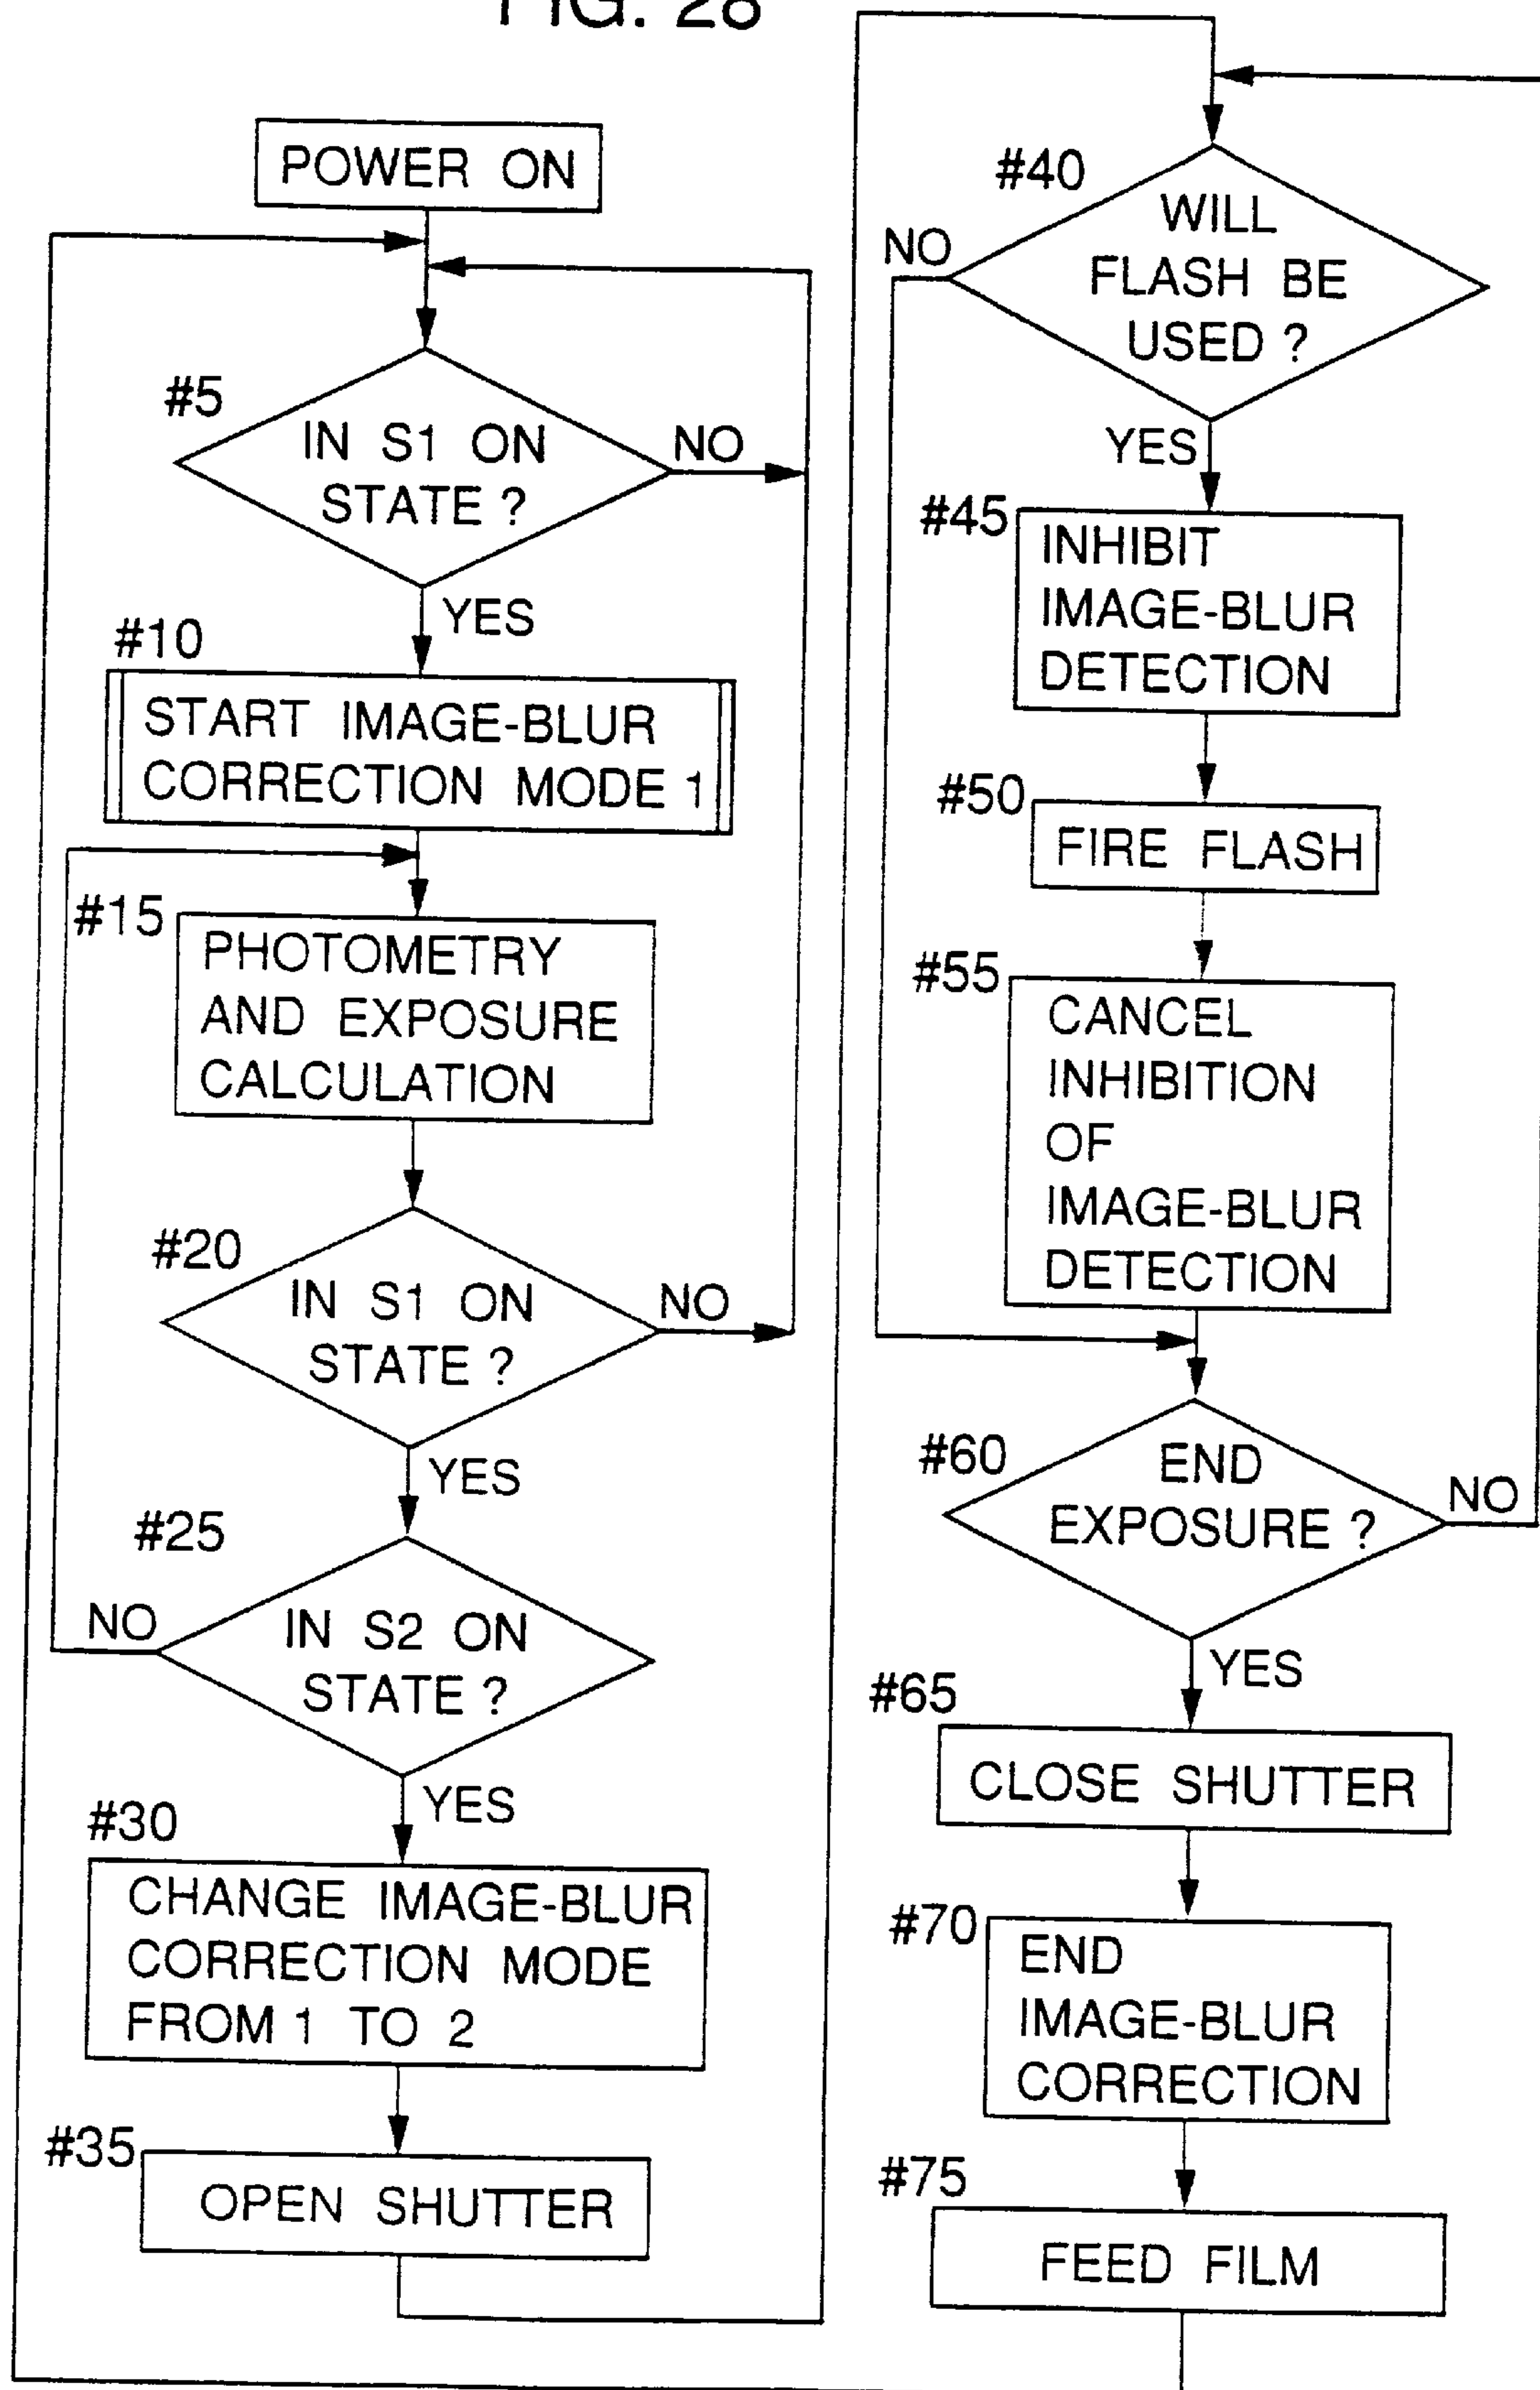 FIG. 28
POWER ON
#5
IN S1 ON
STATE ?
NO
YES
#10
START IMAGE-BLUR
CORRECTION MODE 1
#15
PHOTOMETRY
AND EXPOSURE
CALCULATION
#20
IN S1 ON
STATE ?
NO
YES
#25
IN S2 ON
STATE ?
NO
YES
#30
CHANGE IMAGE-BLUR
CORRECTION MODE
FROM 1 TO 2
#35
OPEN SHUTTER
#40
WILL
FLASH BE
USED ?
NO
YES
#45
INHIBIT
IMAGE-BLUR
DETECTION
#50
FIRE FLASH
#55
CANCEL
INHIBITION
OF
IMAGE-BLUR
DETECTION
#60
END
EXPOSURE ?
NO
YES
#65
CLOSE SHUTTER
#70
END
IMAGE-BLUR
CORRECTION
#75
FEED FILM